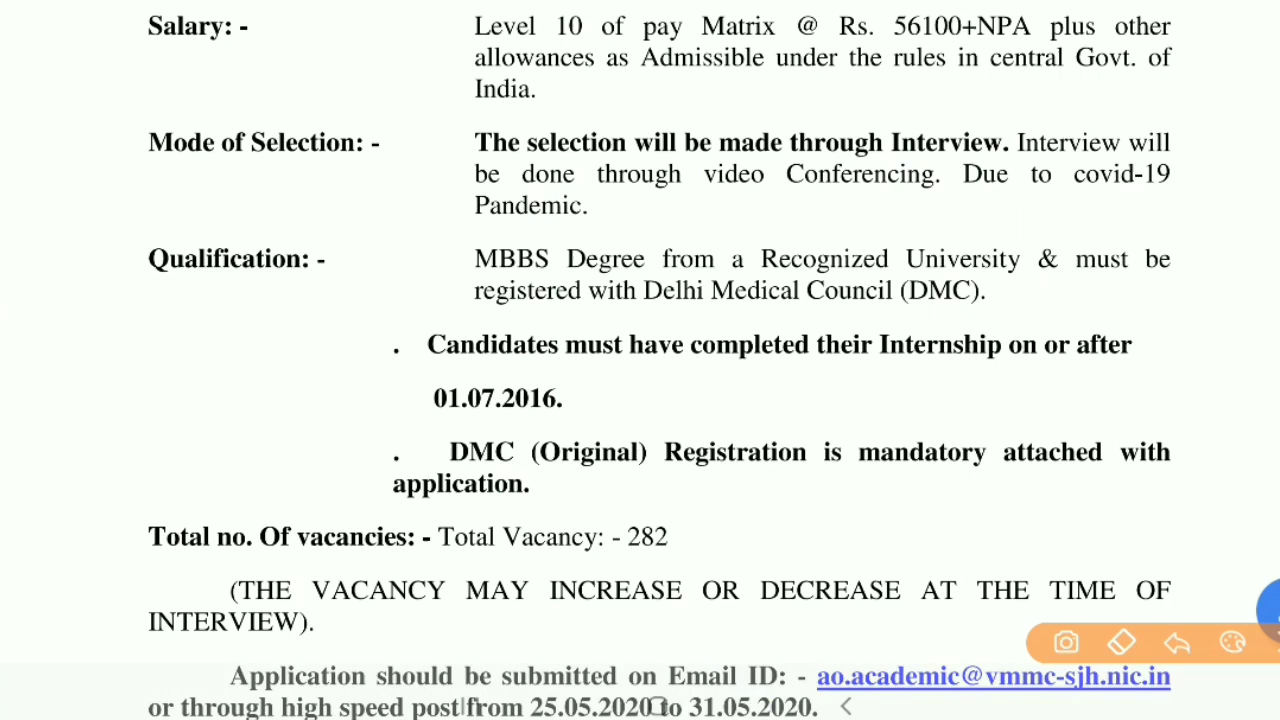 Salary: - Level 10 of pay Matrix @ Rs. 56100+NPA plus other
allowances as Admissible under the rules in central Govt. of
India.
Mode of Selection: - The selection will be made through Interview. Interview will
be done through video Conferencing. Due to covid-19
Pandemic.
Qualification: - MBBS Degree from a Recognized University & must be
registered with Delhi Medical Council (DMC).
. Candidates must have completed their Internship on or after
01.07.2016.
. DMC (Original) Registration is mandatory attached with
application.
Total no. Of vacancies: - Total Vacancy: - 282
(THE VACANCY MAY INCREASE OR DECREASE AT THE TIME OF
INTERVIEW).
Application should be submitted on Email ID: - ao.academic@vmmc-sjh.nic.in
or through high speed post from 25.05.2020 to 31.05.2020.